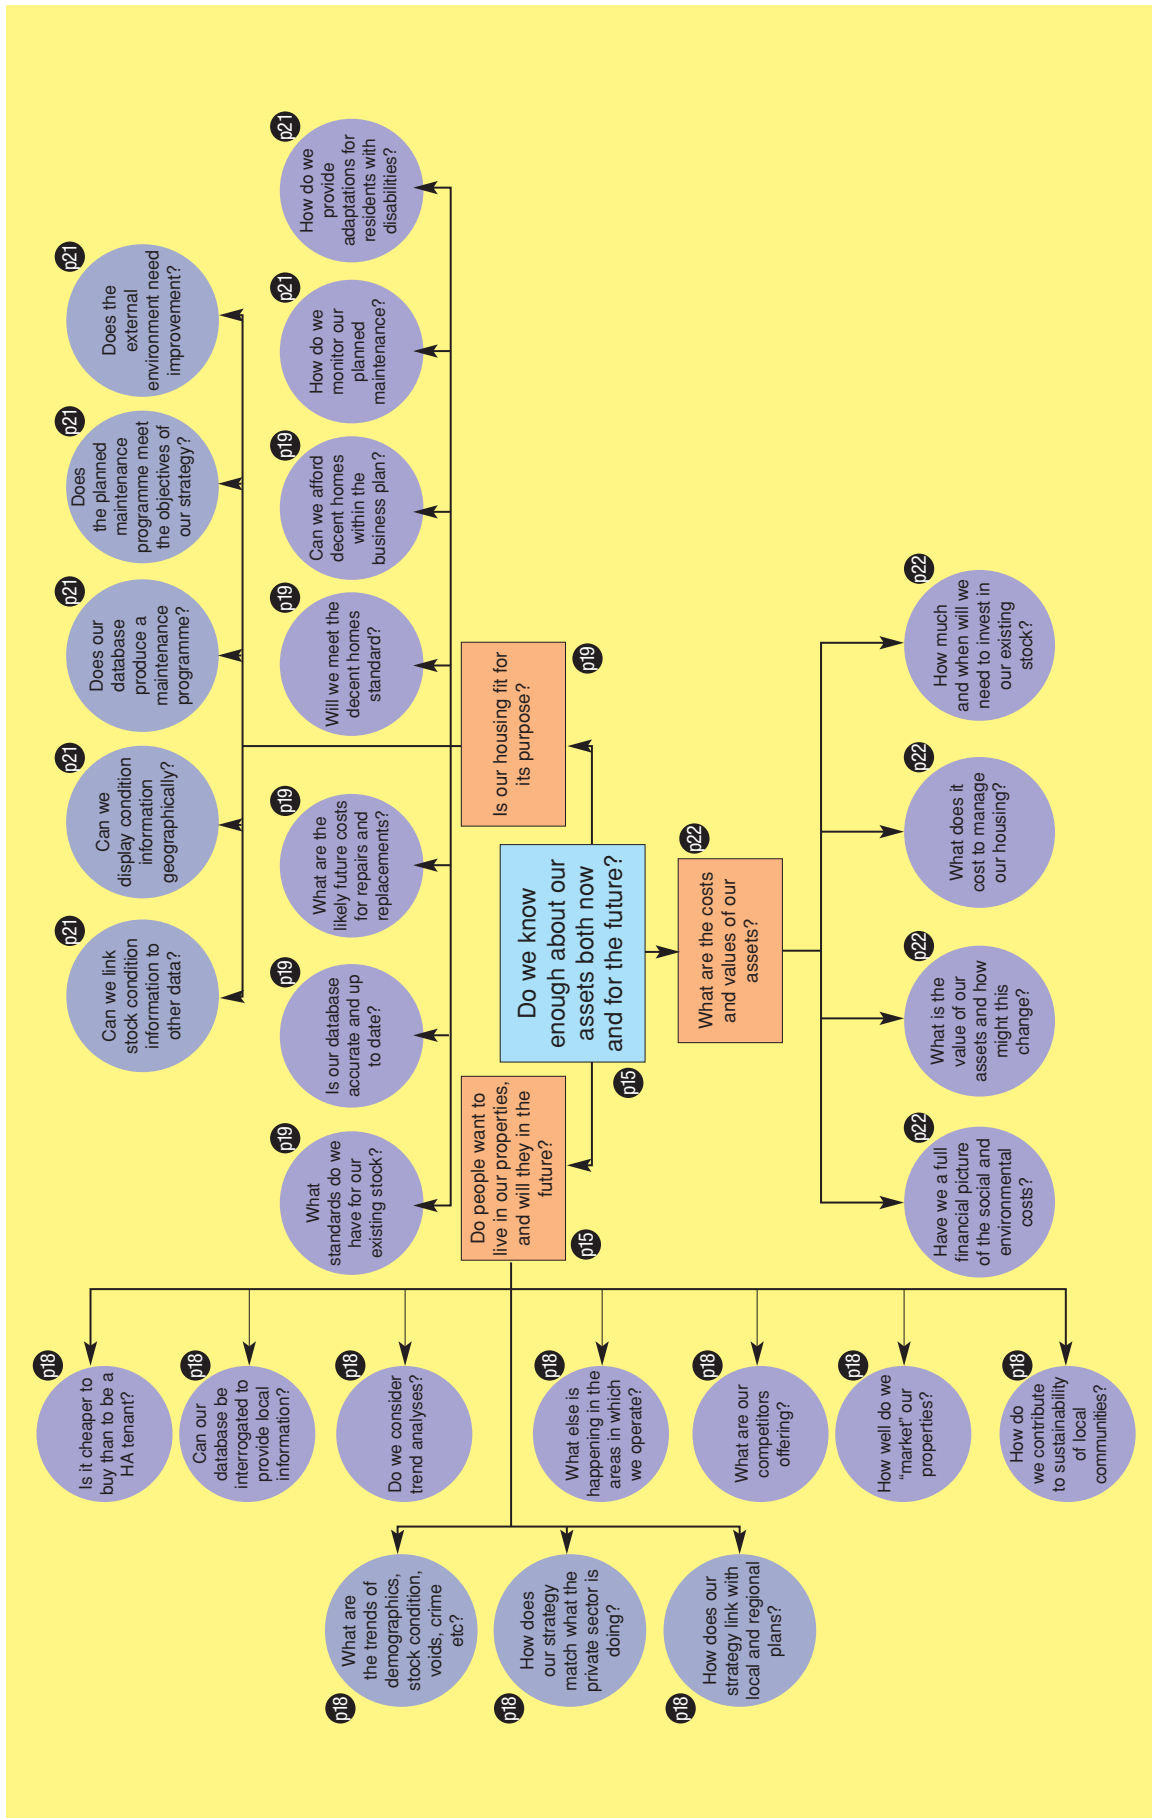 p18
Is it cheaper to
buy than to be a
HA tenant?
p18
Can our
database be
interrogated to
provide local
information?
p18
Do we consider
trend analyses?
p18
What else is
happening in the
areas in which
we operate?
p18
What are our
competitors
offering?
p18
How well do we
“market” our
properties?
p18
How do
we contribute
to sustainability
of local
communities?
p18
What are
the trends of
demographics,
stock condition,
voids, crime
etc?
p18
How does
our strategy
match what the
private sector is
doing?
p18
How does our
strategy link with
local and regional
plans?
p15
Do people want to
live in our properties,
and will they in the
future?
p15
Do we know
enough about our
assets both now
and for the future?
p19
Is our housing fit for
its purpose?
p21
Can we link
stock condition
information to
other data?
p21
Can we
display condition
information
geographically?
p21
Does our
database
produce a
maintenance
programme?
p21
Does
the planned
maintenance
programme meet
the objectives of
our strategy?
p21
Does the
external
environment need
improvement?
p19
What
standards do we
have for our
existing stock?
p19
Is our database
accurate and up
to date?
p19
What are the
likely future costs
for repairs and
replacements?
p19
Will we meet the
decent homes
standard?
p19
Can we afford
decent homes
within the
business plan?
p21
How do we
monitor our
planned
maintenance?
p21
How do we
provide
adaptations for
residents with
disabilities?
p22
What are the costs
and values of our
assets?
p22
Have we a full
financial picture
of the social and
environmental
costs?
p22
What is the
value of our
assets and how
might this
change?
p22
What does it
cost to manage
our housing?
p22
How much
and when will we
need to invest in
our existing
stock?